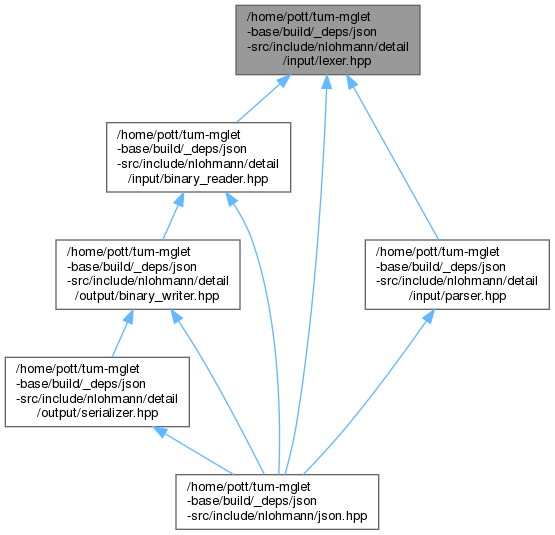 /home/pott/tum-mglet
-base/build/_deps/json
-src/include/nlohmann/detail
/input/lexer.hpp
/home/pott/tum-mglet
-base/build/_deps/json
-src/include/nlohmann/detail
/input/binary_reader.hpp
/home/pott/tum-mglet
-base/build/_deps/json
-src/include/nlohmann/detail
/output/binary_writer.hpp
/home/pott/tum-mglet
-base/build/_deps/json
-src/include/nlohmann/detail
/input/parser.hpp
/home/pott/tum-mglet
-base/build/_deps/json
-src/include/nlohmann/detail
/output/serializer.hpp
/home/pott/tum-mglet
-base/build/_deps/json
-src/include/nlohmann/json.hpp